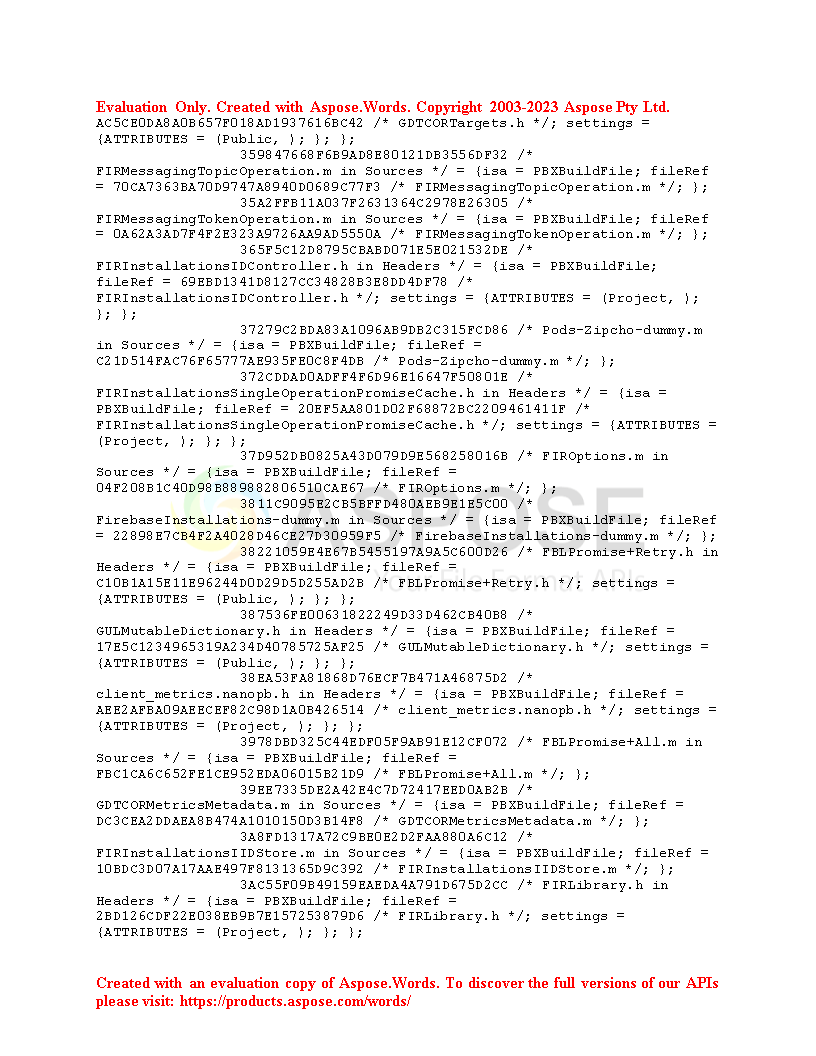 Evaluation Only. Created with Aspose.Words. Copyright 2003-2023 Aspose Pty Ltd.
AC5CE0DA8A0B657F018AD1937616BC42 /* GDTCORTargets.h */; settings =
{ATTRIBUTES = (Public, ); }; };
359847668F6B9AD8E80121DB3556DF32 /*
FIRMessagingTopicOperation.m in Sources */ = {isa = PBXBuildFile; fileRef
= 70CA7363BA70D9747A8940D0689C77F3 /* FIRMessagingTopicOperation.m */; };
35A2FFB11A037F2631364C2978E26305 /*
FIRMessagingTokenOperation.m in Sources */ = {isa = PBXBuildFile; fileRef
= 0A62A3AD7F4F2E323A9726AA9AD5550A /* FIRMessagingTokenOperation.m */; };
365F5C12D8795CBABD071E5E021532DE /*
FIRInstallationsIDController.h in Headers */ = {isa = PBXBuildFile;
fileRef = 69EBD1341D8127CC34828B3E8DD4DF78 /*
FIRInstallationsIDController.h */; settings = {ATTRIBUTES = (Project, );
}; };
37279C2BDA83A1096AB9DB2C315FCD86 /* Pods-Zipcho-dummy.m
in Sources */ = {isa = PBXBuildFile; fileRef =
C21D514FAC76F65777AE935FE0C8F4DB /* Pods-Zipcho-dummy.m */; };
372CDDAD0ADFF4F6D96E16647F50801E /*
FIRInstallationsSingleOperationPromiseCache.h in Headers */ = {isa =
PBXBuildFile; fileRef = 20EF5AA801D02F68872BC2209461411F /*
FIRInstallationsSingleOperationPromiseCache.h */; settings = {ATTRIBUTES =
(Project, ); }; };
37D952DB0825A43D079D9E568258016B /* FIROptions.m in
Sources */ = {isa = PBXBuildFile; fileRef =
04F208B1C40D98B889882806510CAE67 /* FIROptions.m */; };
3811C9095E2CB5BFFD480AEB9E1E5C00 /*
FirebaseInstallations-dummy.m in Sources */ = {isa = PBXBuildFile; fileRef
= 22898E7CB4F2A4028D46CE27D30959F5 /* FirebaseInstallations-dummy.m */; };
38221059E4E67B5455197A9A5C600D26 /* FBLPromise+Retry.h in
Headers */ = {isa = PBXBuildFile; fileRef =
C10B1A15E11E96244D0D29D5D255AD2B /* FBLPromise+Retry.h */; settings =
{ATTRIBUTES = (Public, ); }; };
387536FE00631822249D33D462CB40B8 /*
GULMutableDictionary.h in Headers */ = {isa = PBXBuildFile; fileRef =
17E5C1234965319A234D40785725AF25 /* GULMutableDictionary.h */; settings =
{ATTRIBUTES = (Public, ); }; };
38EA53FA81868D76ECF7B471A46875D2 /*
client_metrics.nanopb.h in Headers */ = {isa = PBXBuildFile; fileRef =
AEE2AFBA09AEECEF82C98D1A0B426514 /* client_metrics.nanopb.h */; settings =
{ATTRIBUTES = (Project, ); }; };
3978DBD325C44EDF05F9AB91E12CF072 /* FBLPromise+All.m in
Sources */ = {isa = PBXBuildFile; fileRef =
FBC1CA6C652FE1CE952EDA06015B21D9 /* FBLPromise+All.m */; };
39EE7335DE2A42E4C7D72417EED0AB2B /*
GDTCORMetricsMetadata.m in Sources */ = {isa = PBXBuildFile; fileRef =
DC3CEA2DDAEA8B474A1010150D3B14F8 /* GDTCORMetricsMetadata.m */; };
3A8FD1317A72C9BE0E2D2FAA880A6C12 /*
FIRInstallationsIIDStore.m in Sources */ = {isa = PBXBuildFile; fileRef =
10BDC3D07A17AAE497F8131365D9C392 /* FIRInstallationsIIDStore.m */; };
3AC55F09B49159EAEDA4A791D675D2CC /* FIRLibrary.h in
Headers */ = {isa = PBXBuildFile; fileRef =
2BD126CDF22E038EB9B7E157253879D6 /* FIRLibrary.h */; settings =
{ATTRIBUTES = (Project, ); }; };
ASPOSE
Your File Format APIs
Created with an evaluation copy of Aspose.Words. To discover the full versions of our APIs
please visit: https://products.aspose.com/words/